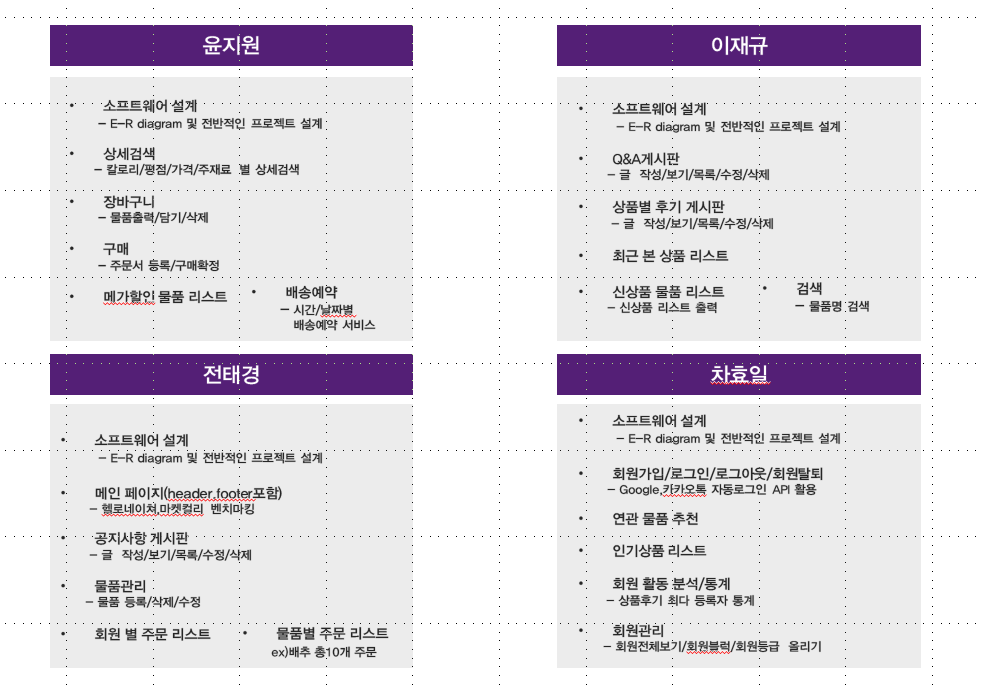 윤지원
• 소프트웨어 설계
– E-R diagram 및 전반적인 프로젝트 설계
• 상세검색
– 칼로리/평점/가격/주재료 별 상세검색
• 장바구니
– 물품출력/담기/삭제
• 구매
– 주문서 등록/구매확정
• 메가할인 물품 리스트
• 배송예약
– 시간/날짜별
배송예약 서비스
이재규
• 소프트웨어 설계
– E-R diagram 및 전반적인 프로젝트 설계
• Q&A게시판
– 글 작성/보기/목록/수정/삭제
• 상품별 후기 게시판
– 글 작성/보기/목록/수정/삭제
• 최근 본 상품 리스트
• 신상품 물품 리스트
– 신상품 리스트 출력
• 검색
– 물품명 검색
전태경
• 소프트웨어 설계
– E-R diagram 및 전반적인 프로젝트 설계
• 메인 페이지(header,footer포함)
– 헬로네이쳐,마켓컬리 벤치마킹
• 공지사항 게시판
– 글 작성/보기/목록/수정/삭제
• 물품관리
– 물품 등록/삭제/수정
• 회원 별 주문 리스트
• 물품별 주문 리스트
ex)배추 총10개 주문
차효일
• 소프트웨어 설계
– E-R diagram 및 전반적인 프로젝트 설계
• 회원가입/로그인/로그아웃/회원탈퇴
– Google,카카오톡 자동로그인 API 활용
• 연관 물품 추천
• 인기상품 리스트
• 회원 활동 분석/통계
– 상품후기 최다 등록자 통계
• 회원관리
– 회원전체보기/회원블럭/회원등급 올리기